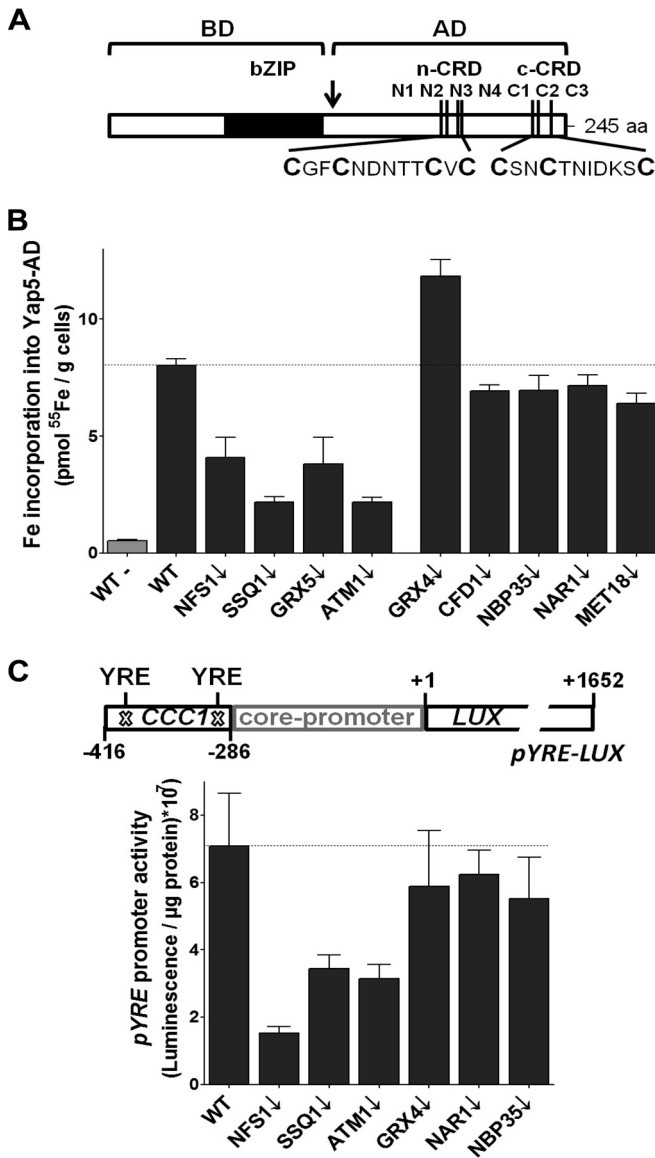 A
BD AD
bZIP n-CRD c-CRD
N1 N2 N3 N4 C1 C2 C3
245 aa
CGFCNDNTTCVC CSNCTNIDKSC
B
Fe incorporation into Yap5-AD
(pmol 55Fe / g cells)
10
5
0
WT - WT NFS1↓ SSQ1↓ GRX5↓ ATM1↓ GRX4↓ CFD1↓ NBP35↓ NAR1↓ MET18↓
C
YRE YRE +1 +1652
CCC1 core-promoter LUX
-416 -286 pYRE-LUX
pYRE promoter activity
(Luminescence / µg protein)*10^7
8
6
4
2
0
WT NFS1↓ SSQ1↓ ATM1↓ GRX4↓ NAR1↓ NBP35↓